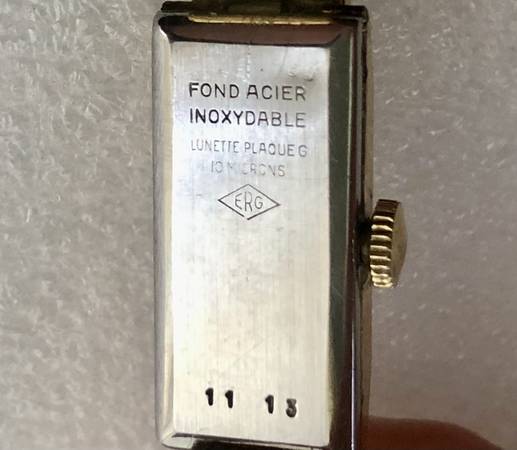 FOND ACIER
INOXYDABLE
LUNETTE PLAQUE G
10 MICRONS
ERG
11 13